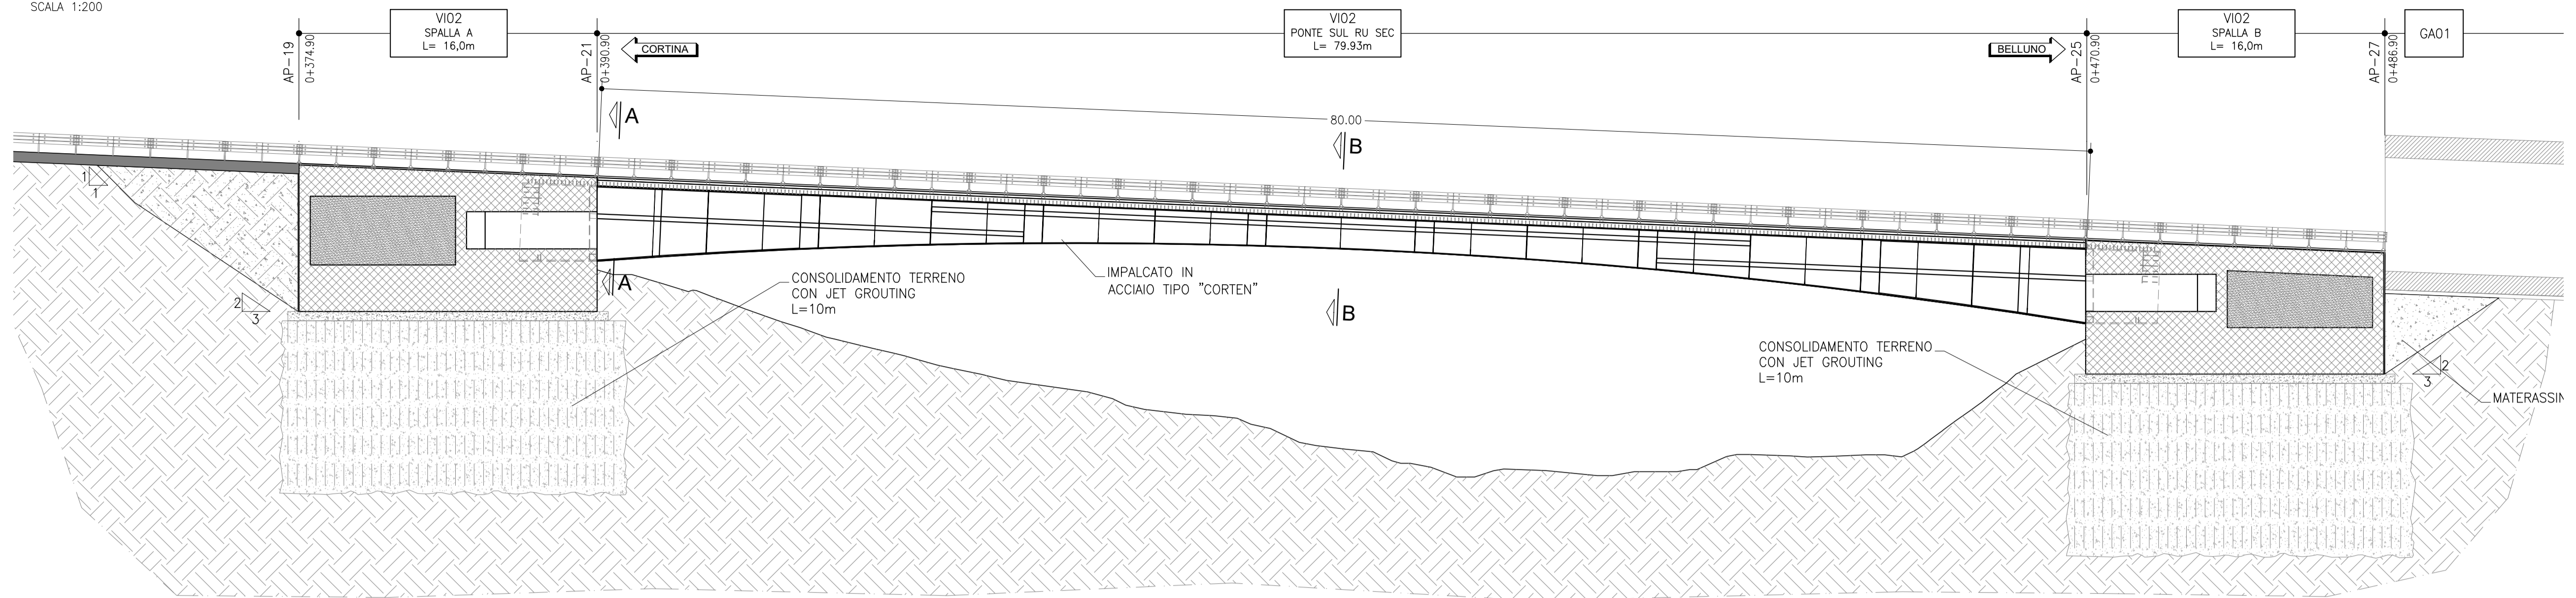 SCALA 1:200
VI02
SPALLA A
L= 16,0m
VI02
PONTE SUL RU SEC
L= 79.93m
VI02
SPALLA B
L= 16,0m
GA01
AP-19
0+374.90
AP-21
0+390.90
CORTINA
BELLUNO
AP-25
0+470.90
AP-27
0+486.90
80.00
A
B
1
1
2
3
A
B
IMPALCATO IN
ACCIAIO TIPO "CORTEN"
CONSOLIDAMENTO TERRENO
CON JET GROUTING
L=10m
CONSOLIDAMENTO TERRENO
CON JET GROUTING
L=10m
2
3
MATERASSIN